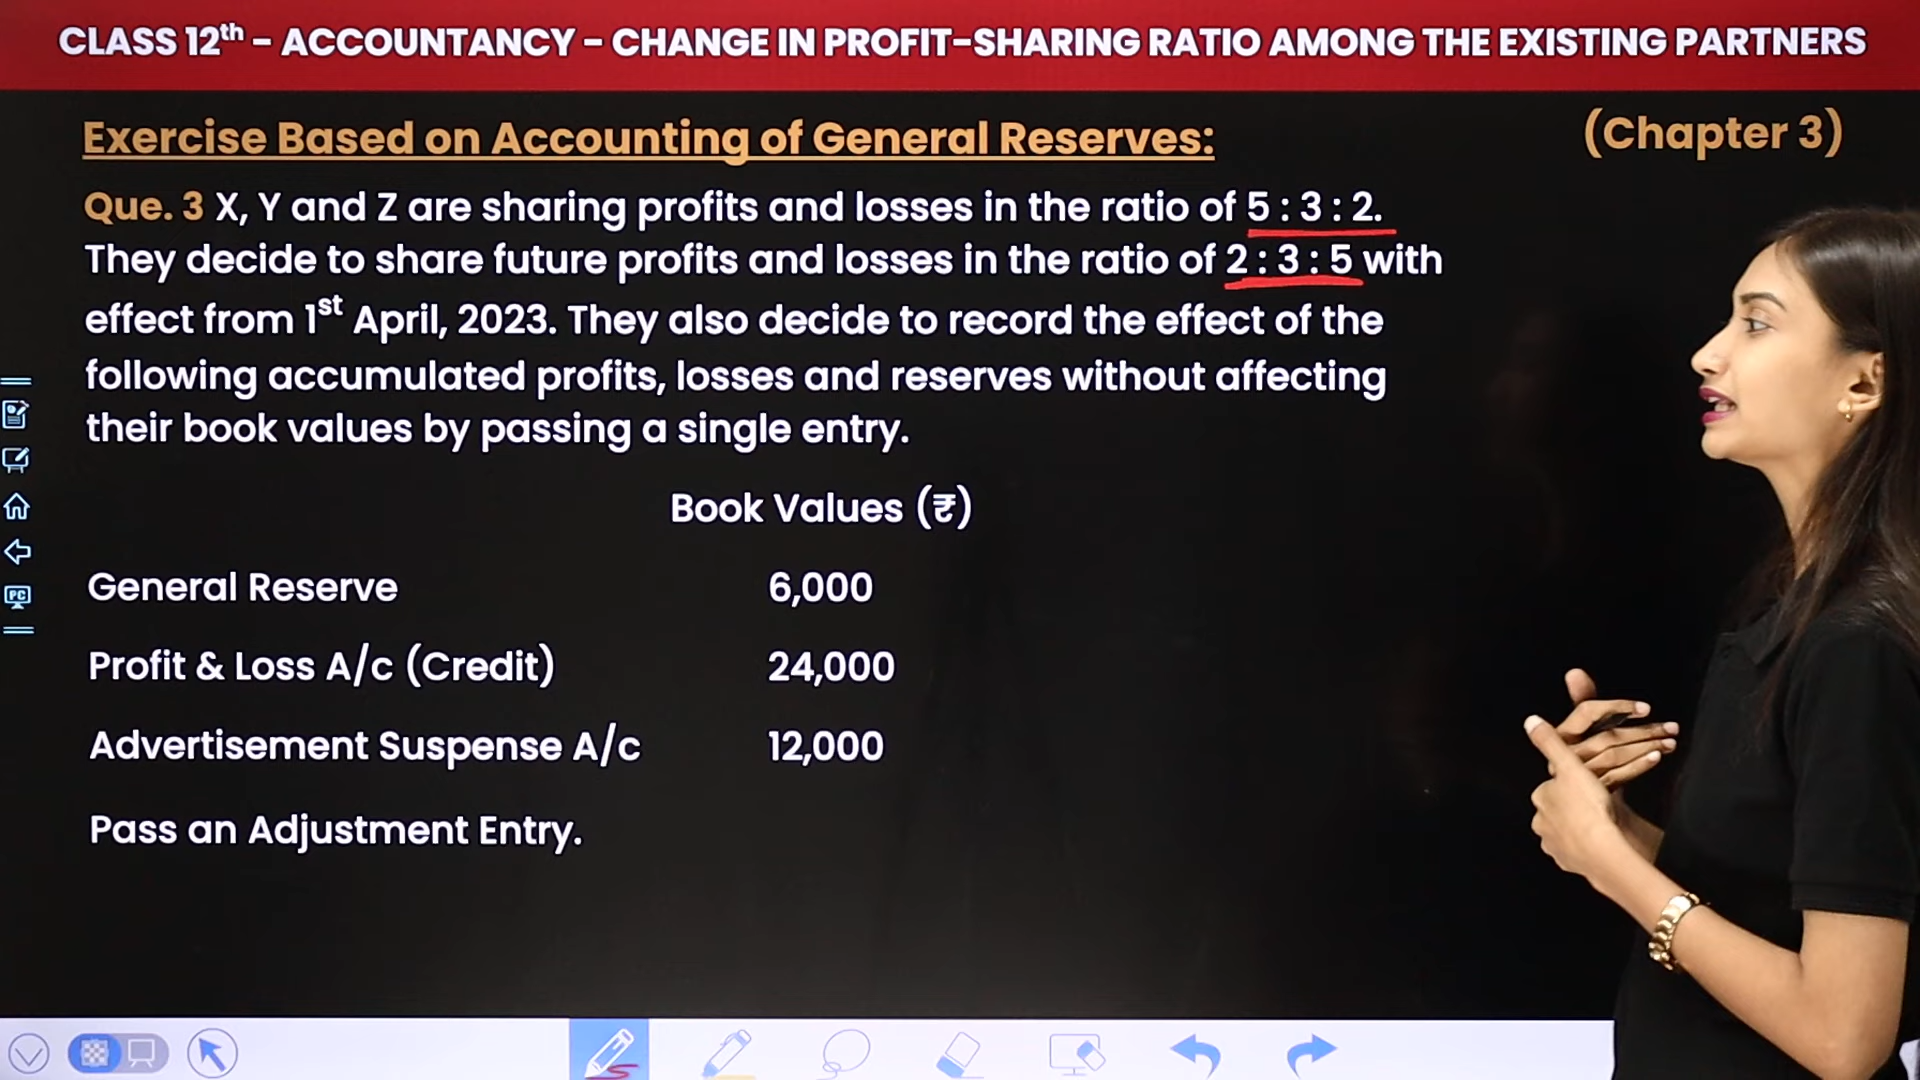 CLASS 12th – ACCOUNTANCY – CHANGE IN PROFIT-SHARING RATIO AMONG THE EXISTING PARTNERS
Exercise Based on Accounting of General Reserves:
(Chapter 3)
Que. 3 X, Y and Z are sharing profits and losses in the ratio of 5 : 3 : 2.
They decide to share future profits and losses in the ratio of 2 : 3 : 5 with
effect from 1st April, 2023. They also decide to record the effect of the
following accumulated profits, losses and reserves without affecting
their book values by passing a single entry.
Book Values (₹)
General Reserve 6,000
Profit & Loss A/c (Credit) 24,000
Advertisement Suspense A/c 12,000
Pass an Adjustment Entry.
PC